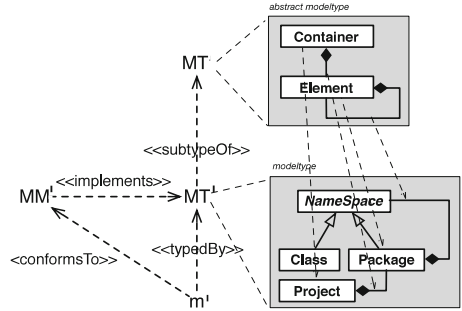 abstract modeltype
Container
MT
Element
<<subtypeOf>>
modeltype
<<implements>>
MM' MT'
NameSpace
<<typedBy>>
Class Package
<conformsTo>>
Project
m'